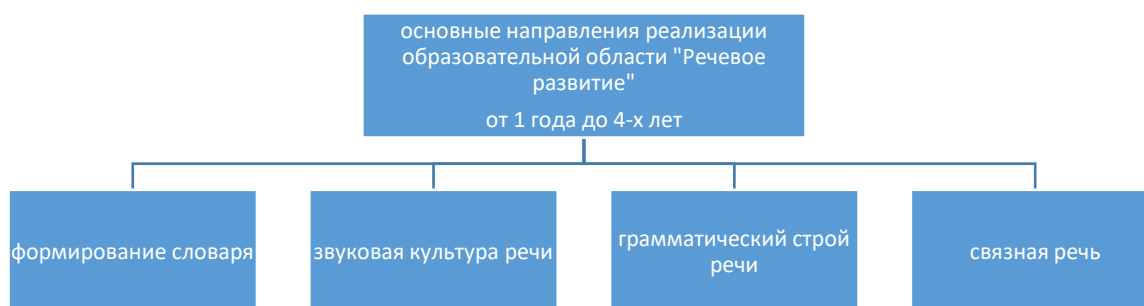 основные направления реализации
образовательной области "Речевое
развитие"
от 1 года до 4-х лет
формирование словаря
звуковая культура речи
грамматический строй
речи
связная речь